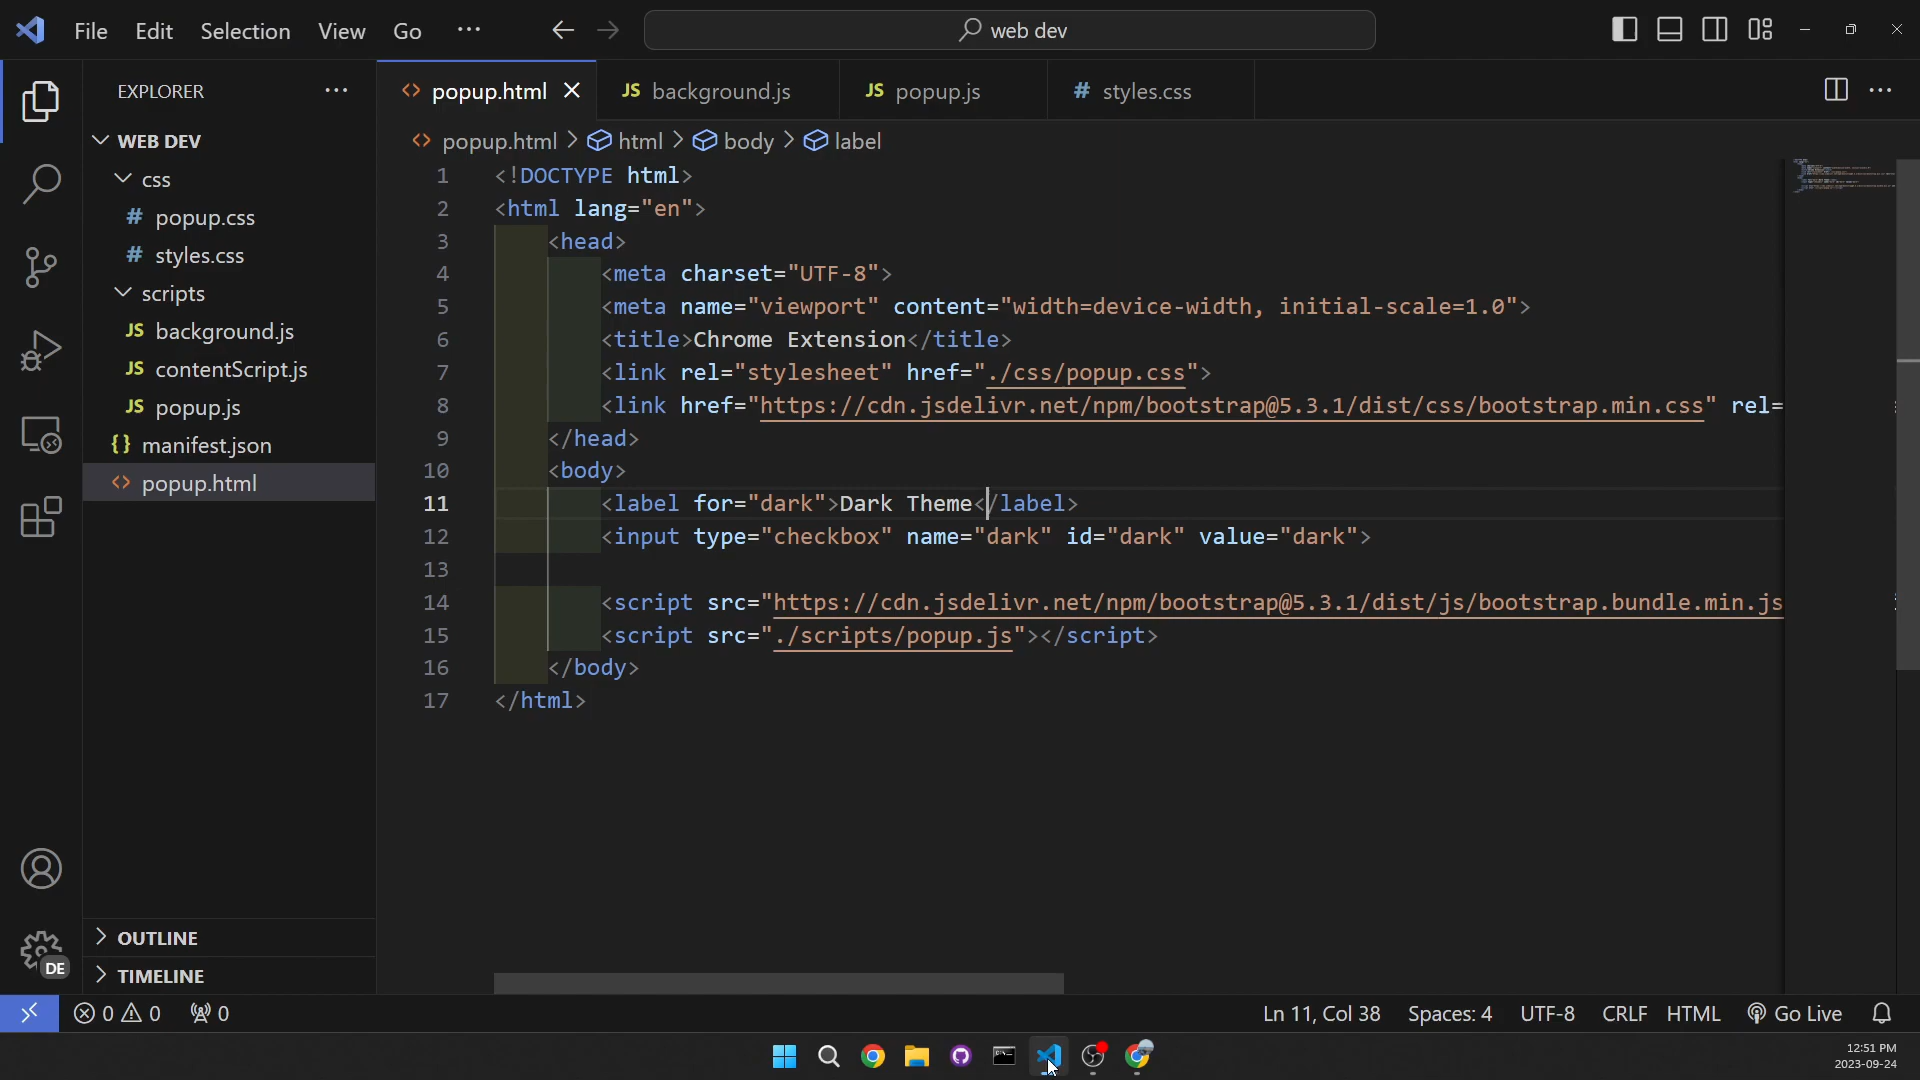 File Edit Selection View Go ··· web dev
EXPLORER ···
popup.html background.js popup.js styles.css
popup.html > html > body > label
WEB DEV
css
# popup.css
# styles.css
scripts
JS background.js
JS contentScript.js
JS popup.js
{} manifest.json
<> popup.html
1 <!DOCTYPE html>
2 <html lang="en">
3 <head>
4 <meta charset="UTF-8">
5 <meta name="viewport" content="width=device-width, initial-scale=1.0">
6 <title>Chrome Extension</title>
7 <link rel="stylesheet" href="./css/popup.css">
8 <link href="https://cdn.jsdelivr.net/npm/bootstrap@5.3.1/dist/css/bootstrap.min.css" rel=
9 </head>
10 <body>
11 <label for="dark">Dark Theme</label>
12 <input type="checkbox" name="dark" id="dark" value="dark">
13
14 <script src="https://cdn.jsdelivr.net/npm/bootstrap@5.3.1/dist/js/bootstrap.bundle.min.js
15 <script src="./scripts/popup.js"></script>
16 </body>
17 </html>
OUTLINE
TIMELINE
DE
0 0 0 Ln 11, Col 38 Spaces: 4 UTF-8 CRLF HTML Go Live
12:51 PM
2023-09-24